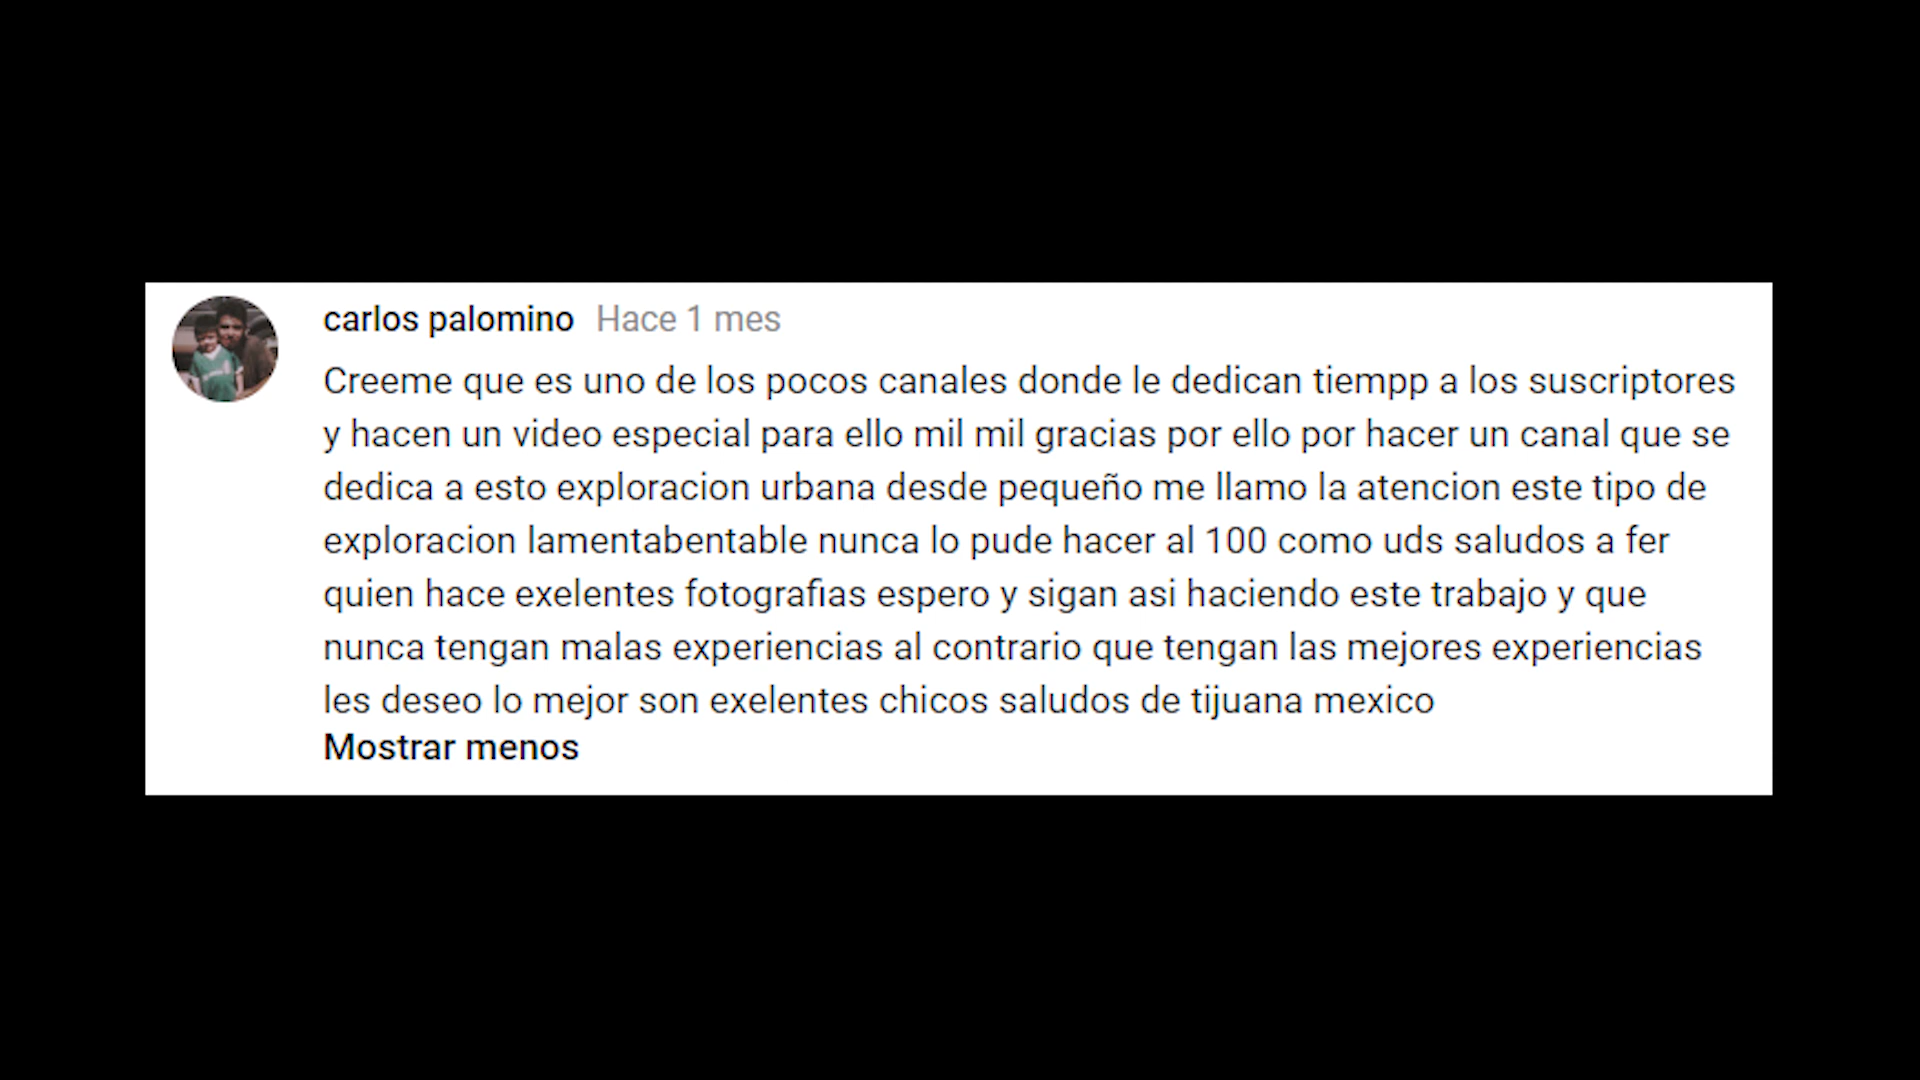 carlos palomino Hace 1 mes
Creeme que es uno de los pocos canales donde le dedican tiempp a los suscriptores
y hacen un video especial para ello mil mil gracias por ello por hacer un canal que se
dedica a esto exploracion urbana desde pequeño me llamo la atencion este tipo de
exploracion lamentabentable nunca lo pude hacer al 100 como uds saludos a fer
quien hace exelentes fotografias espero y sigan asi haciendo este trabajo y que
nunca tengan malas experiencias al contrario que tengan las mejores experiencias
les deseo lo mejor son exelentes chicos saludos de tijuana mexico
Mostrar menos